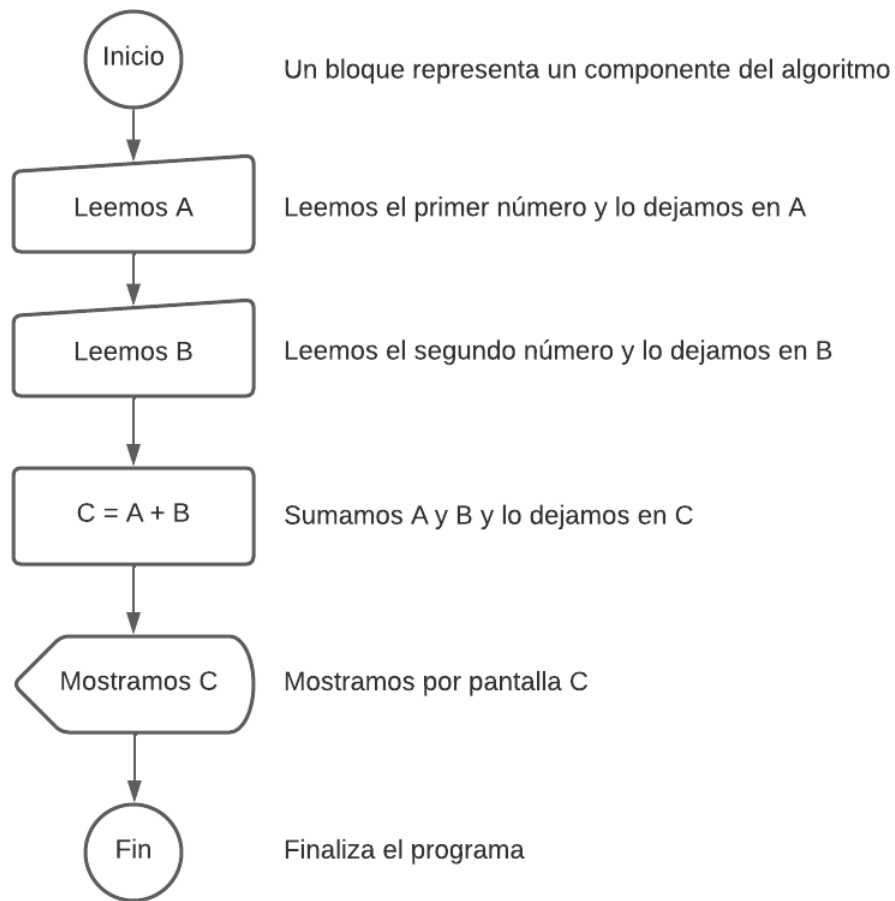 Inicio
Un bloque representa un componente del algoritmo
Leemos A
Leemos el primer número y lo dejamos en A
Leemos B
Leemos el segundo número y lo dejamos en B
C = A + B
Sumamos A y B y lo dejamos en C
Mostramos C
Mostramos por pantalla C
Fin
Finaliza el programa